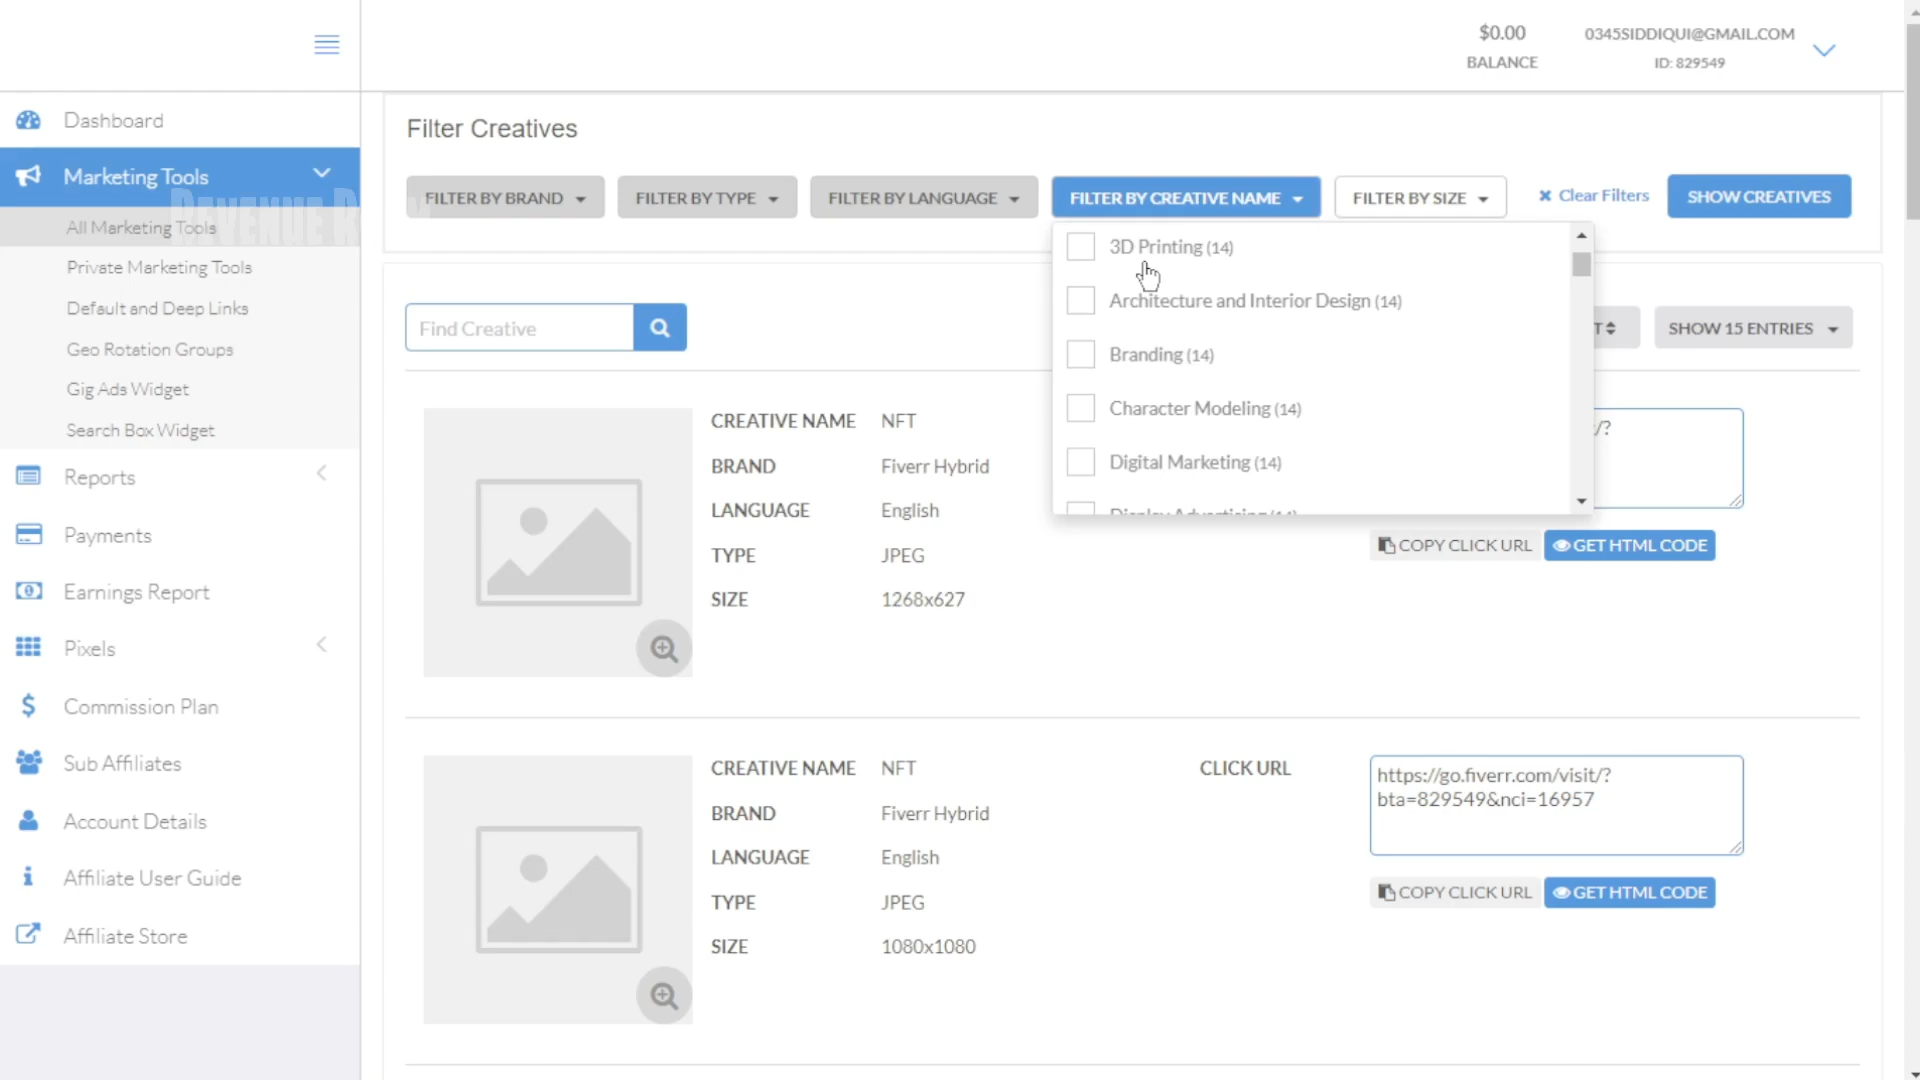 $0.00
BALANCE
0345SIDDIQUI@GMAIL.COM
ID: 829549
Dashboard
Marketing Tools
All Marketing Tools
Private Marketing Tools
Default and Deep Links
Geo Rotation Groups
Gig Ads Widget
Search Box Widget
Reports
Payments
Earnings Report
Pixels
Commission Plan
Sub Affiliates
Account Details
Affiliate User Guide
Affiliate Store
Filter Creatives
FILTER BY BRAND
FILTER BY TYPE
FILTER BY LANGUAGE
FILTER BY CREATIVE NAME
FILTER BY SIZE
Clear Filters
SHOW CREATIVES
3D Printing (14)
Architecture and Interior Design (14)
Branding (14)
Character Modeling (14)
Digital Marketing (14)
Display Advertising (14)
Find Creative
SHOW 15 ENTRIES
CREATIVE NAME NFT
BRAND Fiverr Hybrid
LANGUAGE English
TYPE JPEG
SIZE 1268x627
/?
COPY CLICK URL
GET HTML CODE
CREATIVE NAME NFT
BRAND Fiverr Hybrid
LANGUAGE English
TYPE JPEG
SIZE 1080x1080
CLICK URL
https://go.fiverr.com/visit/?
bta=829549&nci=16957
COPY CLICK URL
GET HTML CODE